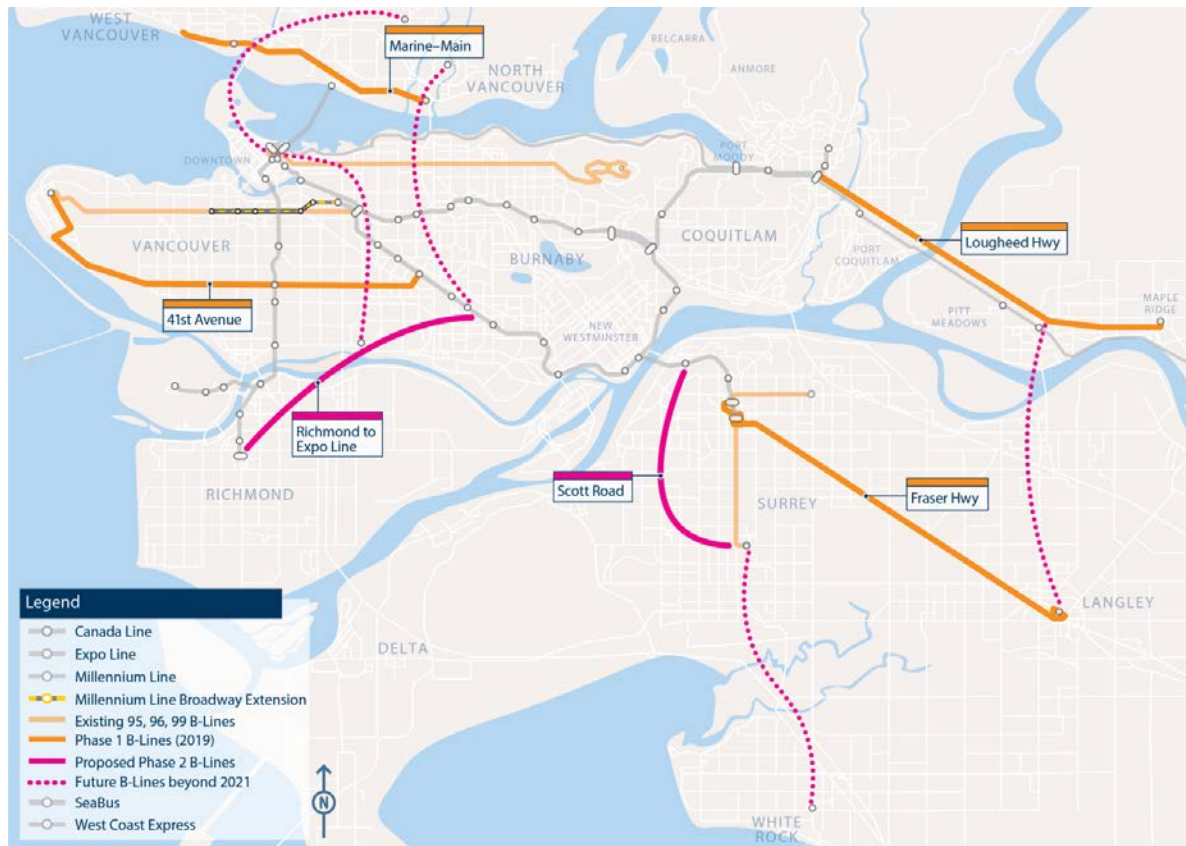 WEST
VANCOUVER
Marine–Main
NORTH
VANCOUVER
BELCARRA
ANMORE
DOWNTOWN
PORT
MOODY
VANCOUVER
BURNABY
COQUITLAM
Lougheed Hwy
PORT
COQUITLAM
41st Avenue
NEW
WESTMINSTER
PITT
MEADOWS
MAPLE
RIDGE
Richmond to
Expo Line
RICHMOND
Scott Road
SURREY
Fraser Hwy
LANGLEY
DELTA
WHITE
ROCK
Legend
Canada Line
Expo Line
Millennium Line
Millennium Line Broadway Extension
Existing 95, 96, 99 B-Lines
Phase 1 B-Lines (2019)
Proposed Phase 2 B-Lines
Future B-Lines beyond 2021
SeaBus
West Coast Express
N